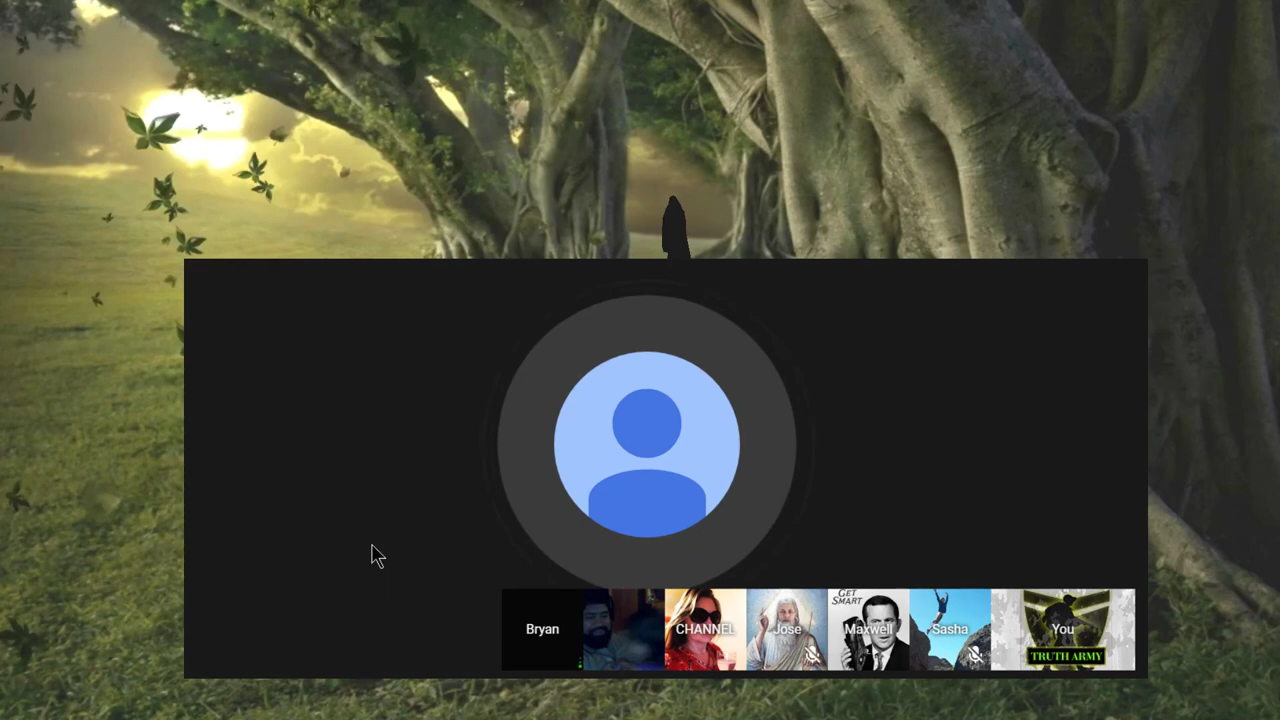 Bryan
CHANNEL
Jose
GET
SMART
Maxwell
Sasha
You
TRUTH ARMY